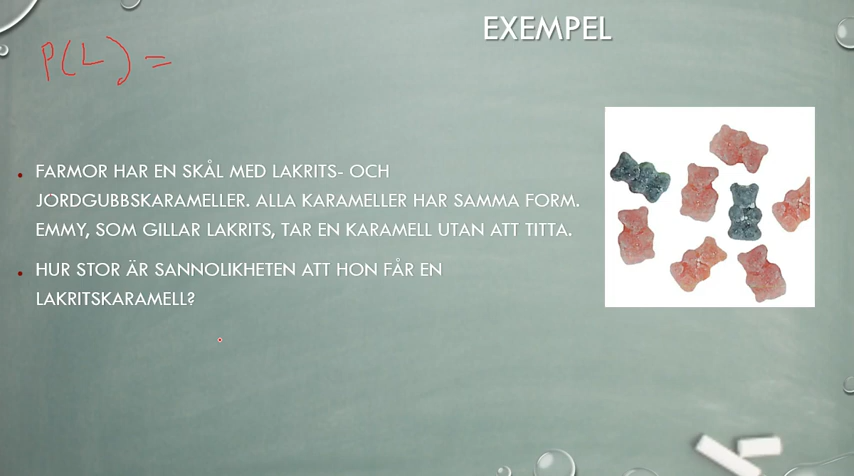 EXEMPEL
P(L) =
FARMOR HAR EN SKÅL MED LAKRITS- OCH
JORDGUBBSKARAMELLER. ALLA KARAMELLER HAR SAMMA FORM.
EMMY, SOM GILLAR LAKRITS, TAR EN KARAMELL UTAN ATT TITTA.
HUR STOR ÄR SANNOLIKHETEN ATT HON FÅR EN
LAKRITSKARAMELL?